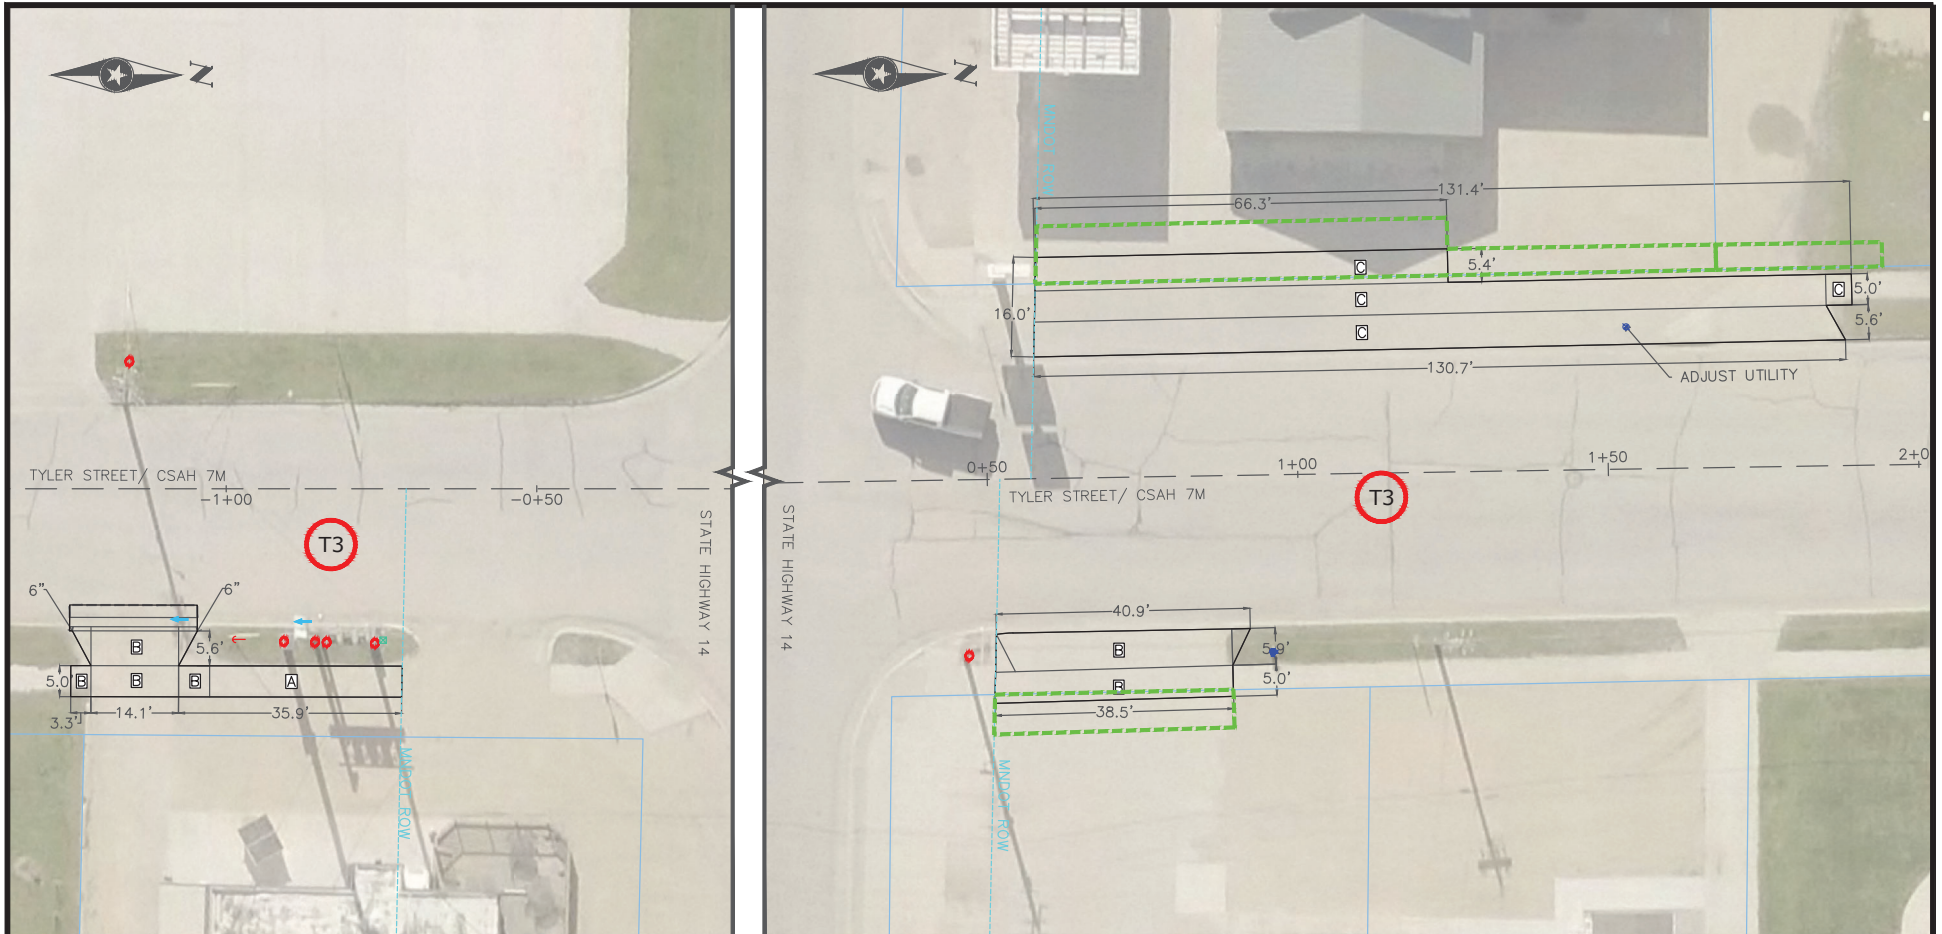 N
TYLER STREET/ CSAH 7M
-1+00
-0+50
T3
STATE HIGHWAY 14
6"
6"
B
5.6'
5.0'
B
B
B
A
3.3'
14.1'
35.9'
MNDOT ROW
N
MNDOT ROW
131.4'
66.3'
C
5.4'
C
C
5.0'
16.0'
5.6'
C
130.7'
ADJUST UTILITY
0+50
1+00
1+50
2+0
TYLER STREET/ CSAH 7M
T3
STATE HIGHWAY 14
40.9'
B
5.9'
B
5.0'
38.5'
MNDOT ROW